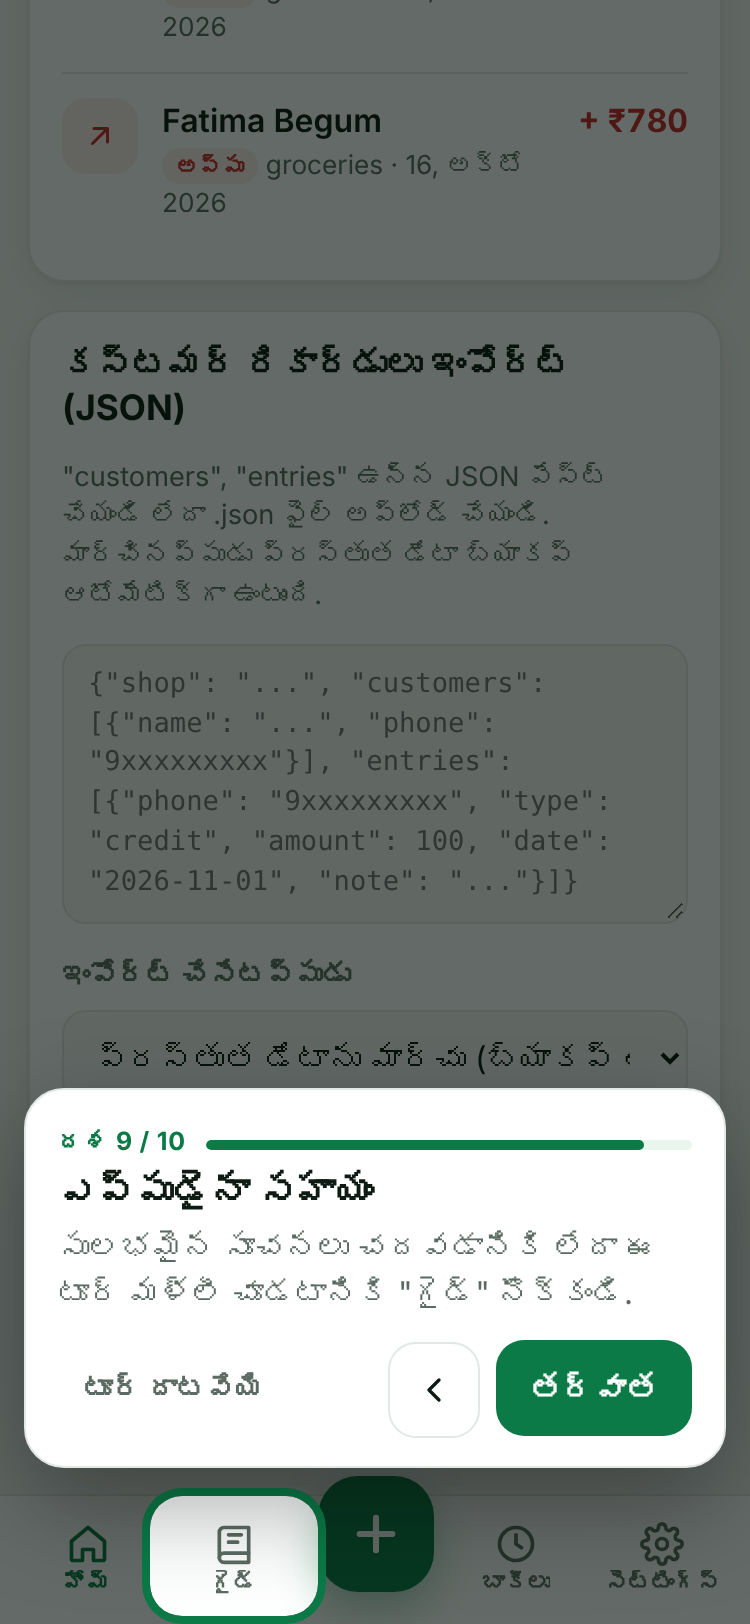 2026
Fatima Begum
+ ₹780
అప్పు groceries · 16, అక్టో
2026
కస్టమర్ రికార్డులు ఇంపోర్ట్
(JSON)
"customers", "entries" ఉన్న JSON పేస్ట్
చేయండి లేదా .json ఫైల్ అప్‌లోడ్ చేయండి.
మార్చినప్పుడు ప్రస్తుత డేటా బ్యాకప్
ఆటోమేటిక్‌గా ఉంటుంది.
{"shop": "...", "customers":
[{"name": "...", "phone":
"9xxxxxxxxx"}], "entries":
[{"phone": "9xxxxxxxxx", "type":
"credit", "amount": 100, "date":
"2026-11-01", "note": "..."}]}
ఇంపోర్ట్ చేసేటప్పుడు
ప్రస్తుత డేటాను మార్చు (బ్యాకప్
దశ 9 / 10
ఎప్పుడైనా సహాయం
సులభమైన సూచనలు చదవడానికి లేదా ఈ
టూర్ మళ్లీ చూడటానికి "గైడ్" నొక్కండి.
టూర్ దాటవేయి
తర్వాత
హోమ్
గైడ్
బాకీలు
సెట్టింగ్స్